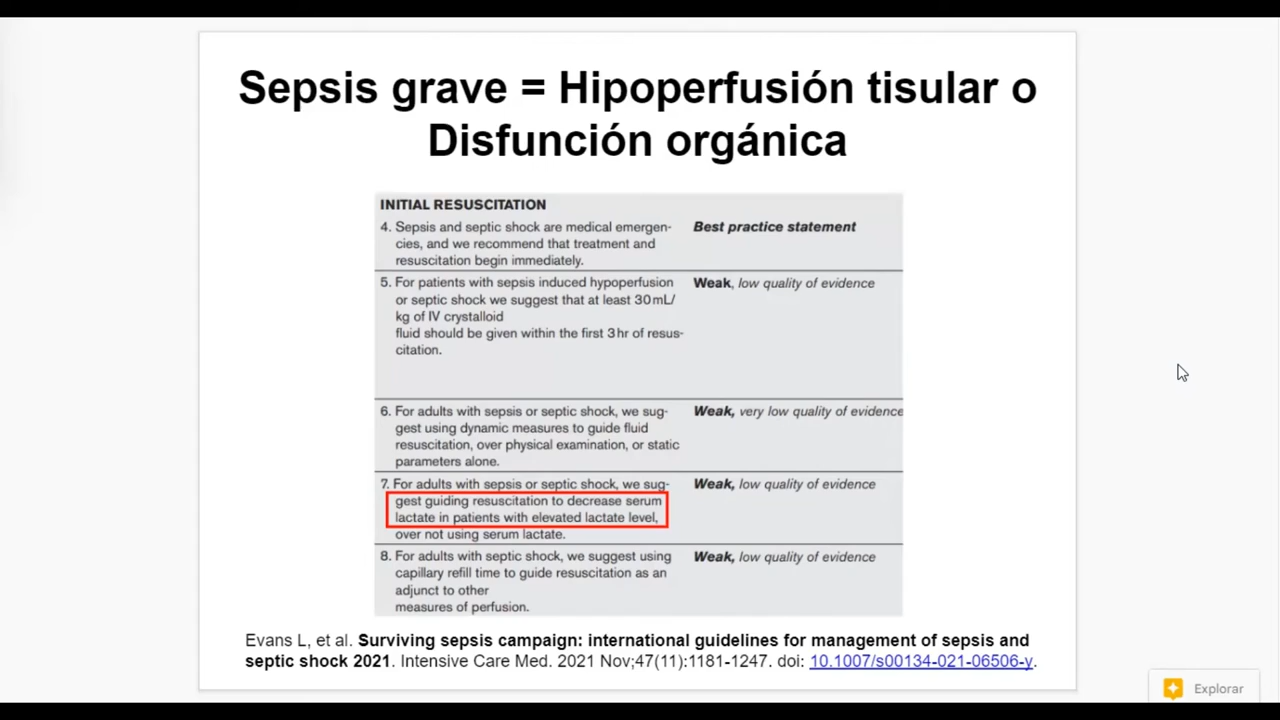 Sepsis grave = Hipoperfusión tisular o
Disfunción orgánica
INITIAL RESUSCITATION
4. Sepsis and septic shock are medical emergen-
cies, and we recommend that treatment and
resuscitation begin immediately.
Best practice statement
5. For patients with sepsis induced hypoperfusion
or septic shock we suggest that at least 30 mL/
kg of IV crystalloid
fluid should be given within the first 3 hr of resus-
citation.
Weak, low quality of evidence
6. For adults with sepsis or septic shock, we sug-
gest using dynamic measures to guide fluid
resuscitation, over physical examination, or static
parameters alone.
Weak, very low quality of evidence
7. For adults with sepsis or septic shock, we sug-
gest guiding resuscitation to decrease serum
lactate in patients with elevated lactate level,
over not using serum lactate.
Weak, low quality of evidence
8. For adults with septic shock, we suggest using
capillary refill time to guide resuscitation as an
adjunct to other
measures of perfusion.
Weak, low quality of evidence
Evans L, et al. Surviving sepsis campaign: international guidelines for management of sepsis and
septic shock 2021. Intensive Care Med. 2021 Nov;47(11):1181-1247. doi: 10.1007/s00134-021-06506-y.
Explorar